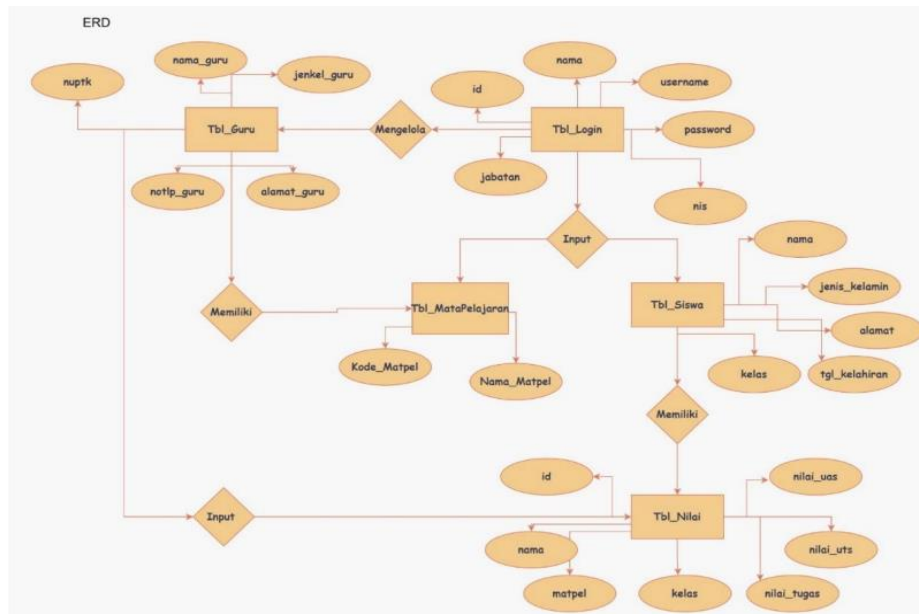 ERD
nama_guru
jenkel_guru
nuptk
nama
id
username
Tbl_Guru
Mengelola
Tbl_Login
password
jabatan
notlp_guru
alamat_guru
nis
Input
nama
jenis_kelamin
Tbl_MataPelajaran
Tbl_Siswa
Memiliki
alamat
Kode_Matpel
Nama_Matpel
kelas
tgl_kelahiran
Memiliki
id
nilai_uas
Input
Tbl_Nilai
nama
nilai_uts
matpel
kelas
nilai_tugas